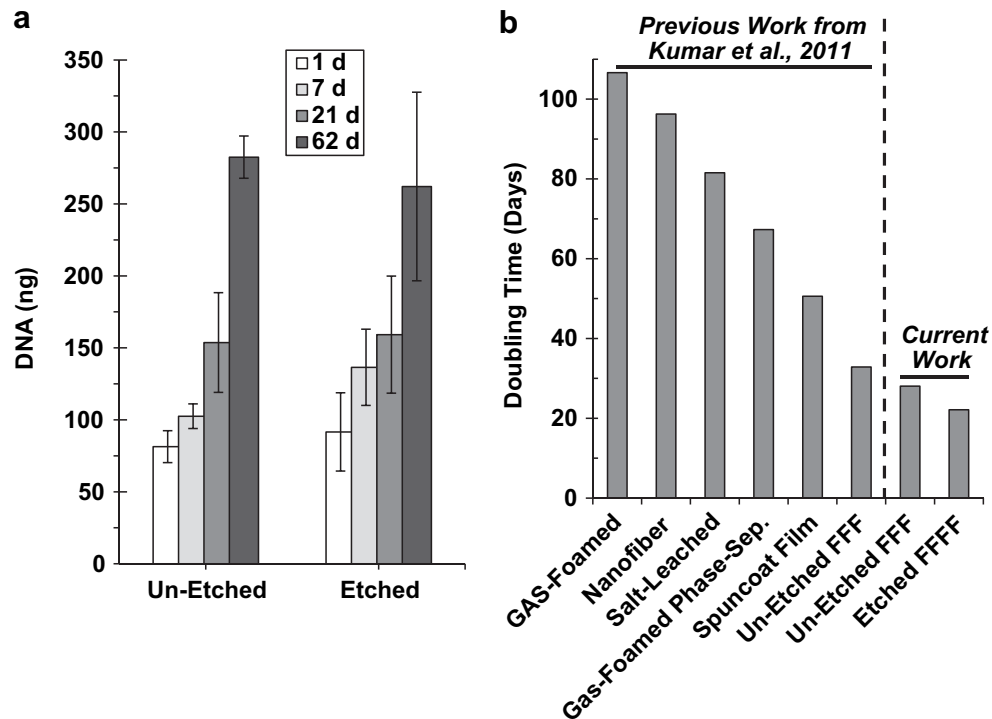 a
350
300
250
200
150
100
50
0
DNA (ng)
1 d
7 d
21 d
62 d
Un-Etched
Etched
b
Previous Work from
Kumar et al., 2011
Current
Work
100
80
60
40
20
0
Doubling Time (Days)
GAS-Foamed
Nanofiber
Salt-Leached
Gas-Foamed Phase-Sep.
Spuncoat Film
Un-Etched FFF
Un-Etched FFF
Etched FFFF